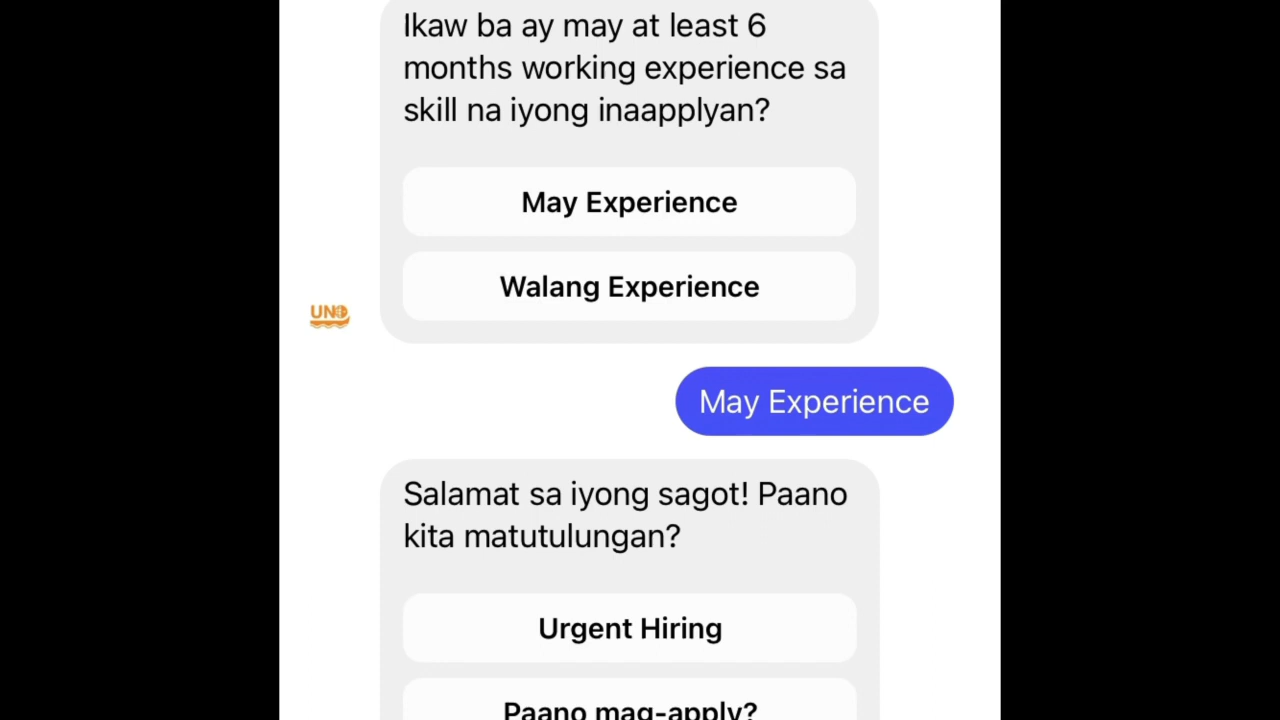 Ikaw ba ay may at least 6
months working experience sa
skill na iyong inaapplyan?
May Experience
Walang Experience
UNO
May Experience
Salamat sa iyong sagot! Paano
kita matutulungan?
Urgent Hiring
Paano mag-apply?